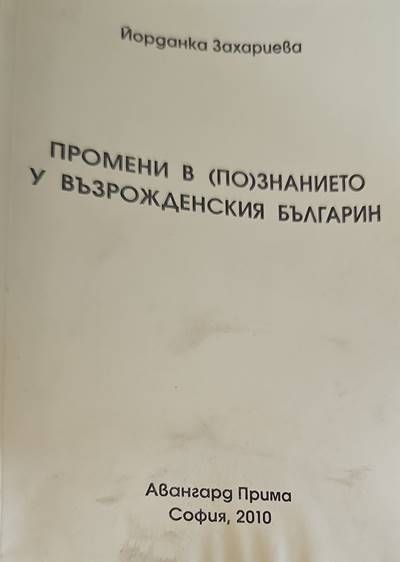 Йорданка Захариева
ПРОМЕНИ В (ПО)ЗНАНИЕТО
У ВЪЗРОЖДЕНСКИЯ БЪЛГАРИН
Авангард Прима
София, 2010